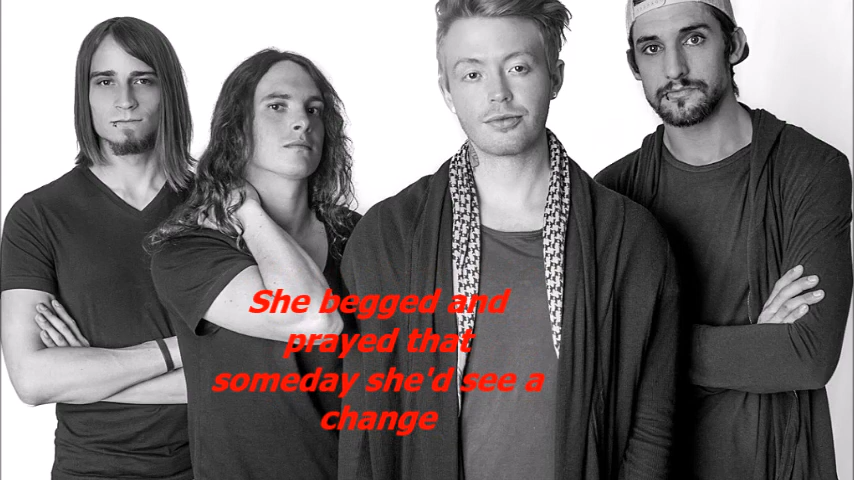 She begged and
prayed that
someday she'd see a
change